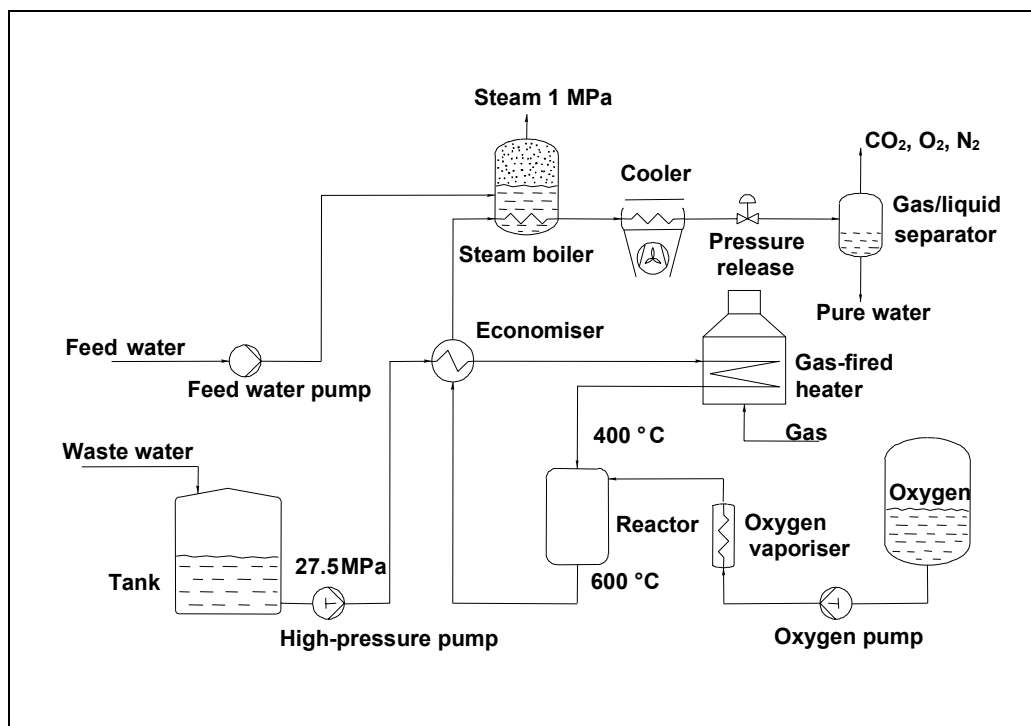 Steam 1 MPa
CO₂, O₂, N₂
Cooler
Gas/liquid
separator
Steam boiler
Pressure
release
Pure water
Economiser
Feed water
Feed water pump
Gas-fired
heater
400 °C
Gas
Waste water
Oxygen
Reactor
Oxygen
vaporiser
27.5MPa
Tank
600 °C
High-pressure pump
Oxygen pump